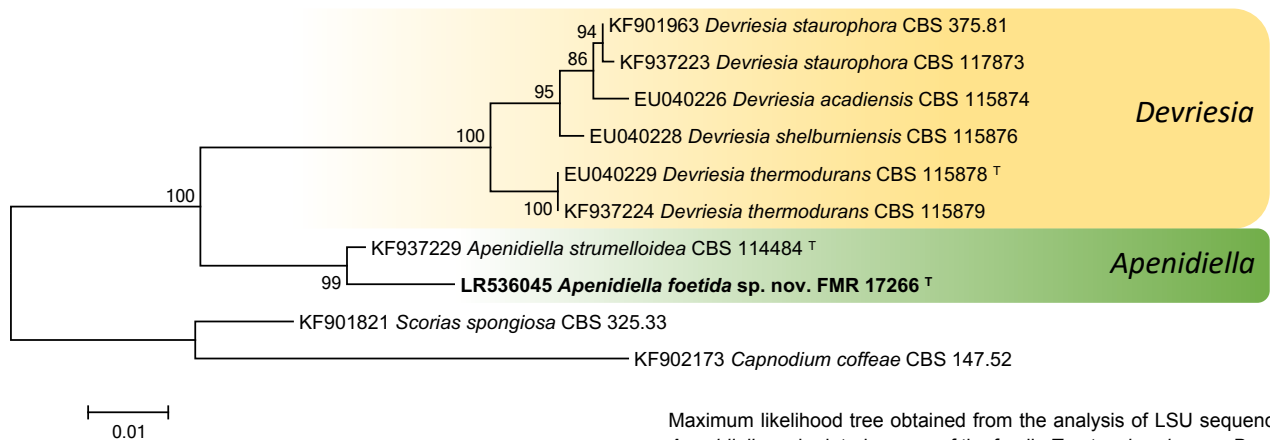 94
KF901963 Devriesia staurophora CBS 375.81
KF937223 Devriesia staurophora CBS 117873
86
EU040226 Devriesia acadiensis CBS 115874
95
EU040228 Devriesia shelburniensis CBS 115876
100
EU040229 Devriesia thermodurans CBS 115878 T
100
KF937224 Devriesia thermodurans CBS 115879
Devriesia
100
KF937229 Apenidiella strumelloidea CBS 114484 T
99
LR536045 Apenidiella foetida sp. nov. FMR 17266 T
Apenidiella
KF901821 Scorias spongiosa CBS 325.33
KF902173 Capnodium coffeae CBS 147.52
0.01
Maximum likelihood tree obtained from the analysis of LSU